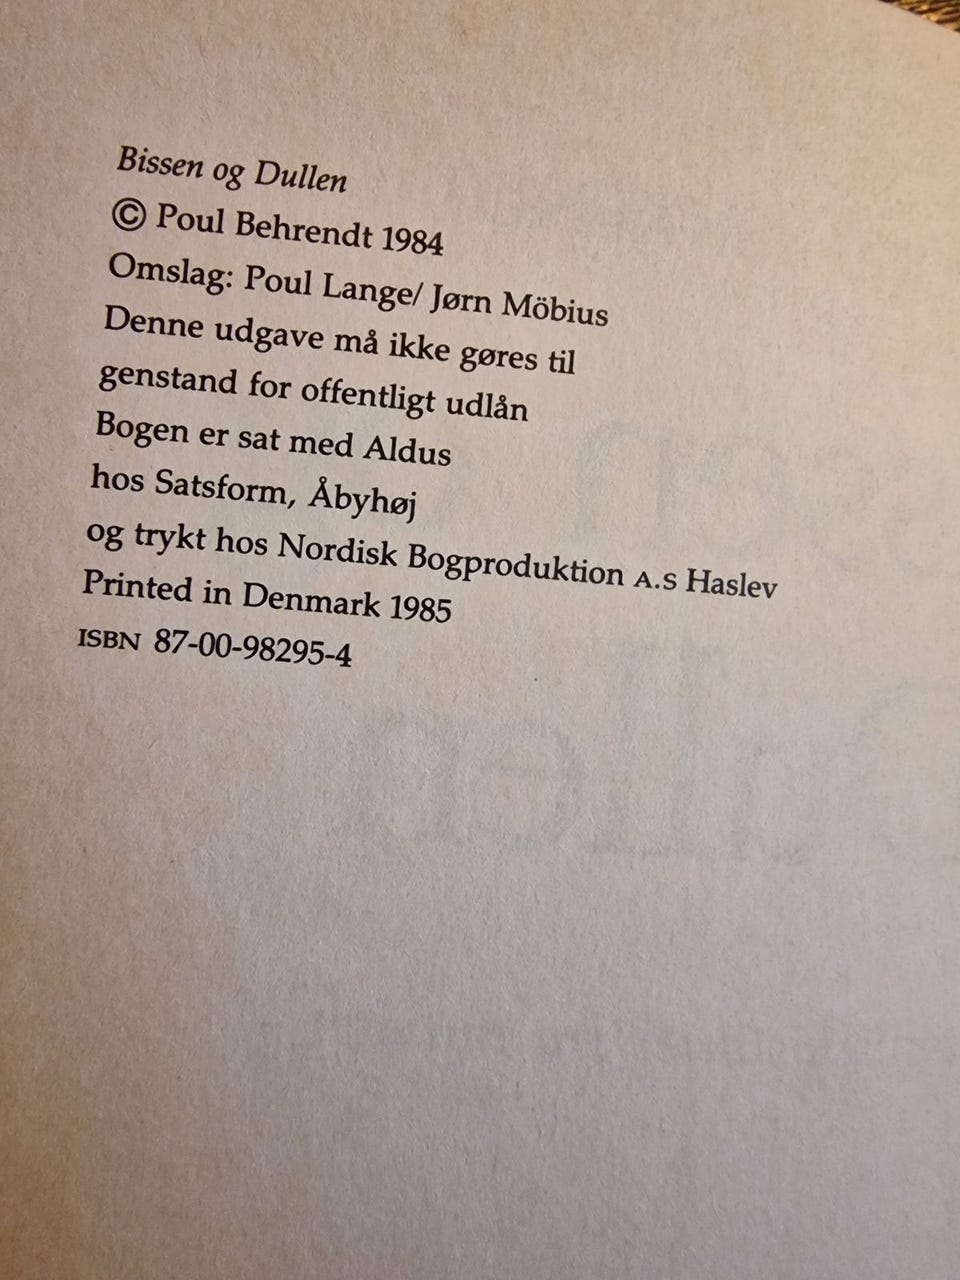 Bissen og Dullen
© Poul Behrendt 1984
Omslag: Poul Lange/ Jørn Möbius
Denne udgave må ikke gøres til
genstand for offentligt udlån
Bogen er sat med Aldus
hos Satsform, Åbyhøj
og trykt hos Nordisk Bogproduktion A.S Haslev
Printed in Denmark 1985
ISBN 87-00-98295-4